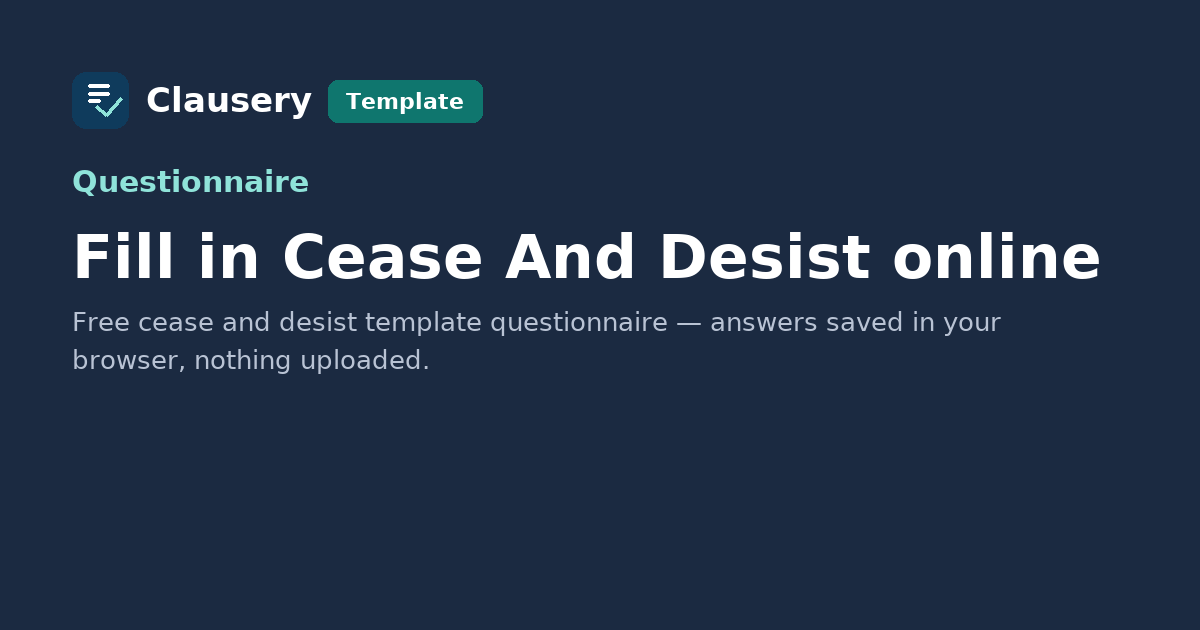 Clausery Template
Questionnaire
Fill in Cease And Desist online
Free cease and desist template questionnaire — answers saved in your
browser, nothing uploaded.